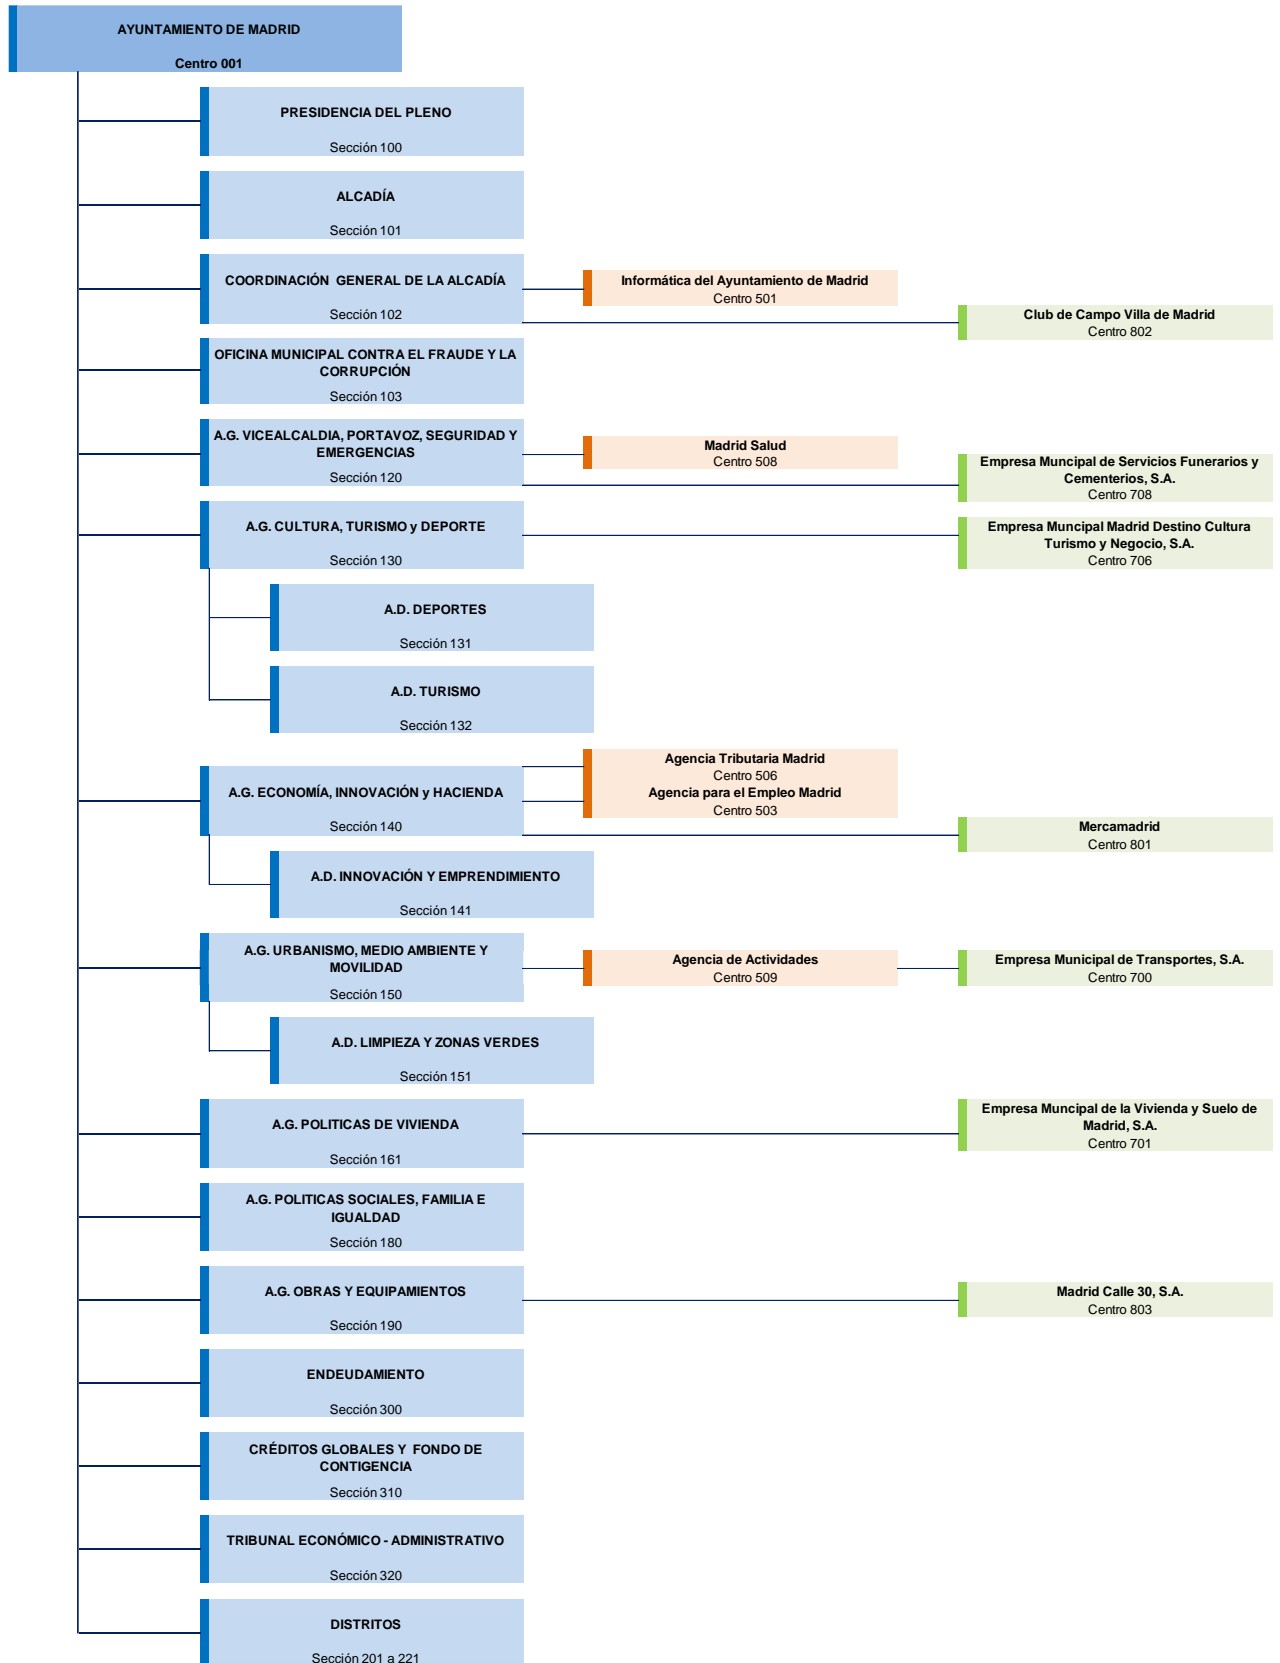 AYUNTAMIENTO DE MADRID
Centro 001
PRESIDENCIA DEL PLENO
Sección 100
ALCADÍA
Sección 101
COORDINACIÓN  GENERAL DE LA ALCADÍA
Sección 102
Informática del Ayuntamiento de Madrid
Centro 501
Club de Campo Villa de Madrid
Centro 802
OFICINA MUNICIPAL CONTRA EL FRAUDE Y LA
CORRUPCIÓN
Sección 103
A.G. VICEALCALDIA, PORTAVOZ, SEGURIDAD Y
EMERGENCIAS
Sección 120
Madrid Salud
Centro 508
Empresa Muncipal de Servicios Funerarios y
Cementerios, S.A.
Centro 708
A.G. CULTURA, TURISMO y DEPORTE
Sección 130
Empresa Muncipal Madrid Destino Cultura
Turismo y Negocio, S.A.
Centro 706
A.D. DEPORTES
Sección 131
A.D. TURISMO
Sección 132
A.G. ECONOMÍA, INNOVACIÓN y HACIENDA
Sección 140
Agencia Tributaria Madrid
Centro 506
Agencia para el Empleo Madrid
Centro 503
Mercamadrid
Centro 801
A.D. INNOVACIÓN Y EMPRENDIMIENTO
Sección 141
A.G. URBANISMO, MEDIO AMBIENTE Y
MOVILIDAD
Sección 150
Agencia de Actividades
Centro 509
Empresa Municipal de Transportes, S.A.
Centro 700
A.D. LIMPIEZA Y ZONAS VERDES
Sección 151
A.G. POLITICAS DE VIVIENDA
Sección 161
Empresa Muncipal de la Vivienda y Suelo de
Madrid, S.A.
Centro 701
A.G. POLITICAS SOCIALES, FAMILIA E
IGUALDAD
Sección 180
A.G. OBRAS Y EQUIPAMIENTOS
Sección 190
Madrid Calle 30, S.A.
Centro 803
ENDEUDAMIENTO
Sección 300
CRÉDITOS GLOBALES Y  FONDO DE
CONTIGENCIA
Sección 310
TRIBUNAL ECONÓMICO - ADMINISTRATIVO
Sección 320
DISTRITOS
Sección 201 a 221